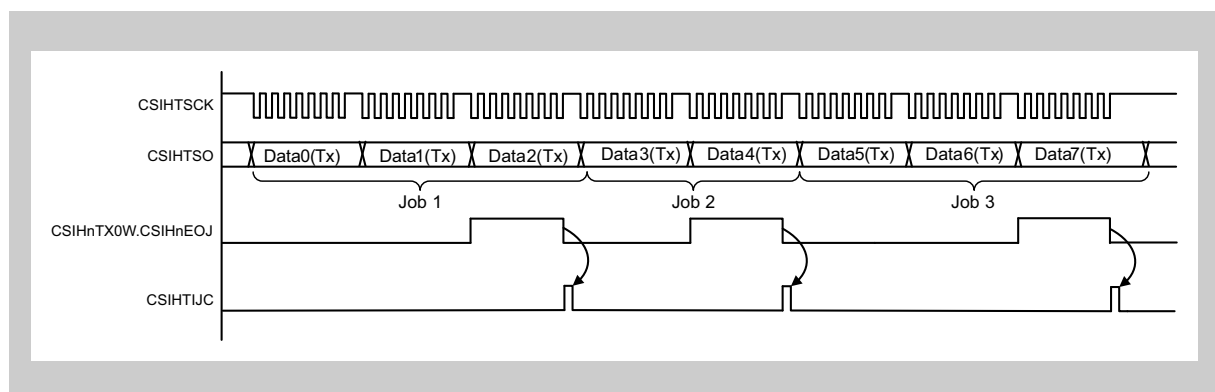 CSIHTSCK
CSIHTSO
Data0(Tx) Data1(Tx) Data2(Tx) Data3(Tx) Data4(Tx) Data5(Tx) Data6(Tx) Data7(Tx)
Job 1 Job 2 Job 3
CSIHnTX0W.CSIHnEOJ
CSIHTIJC